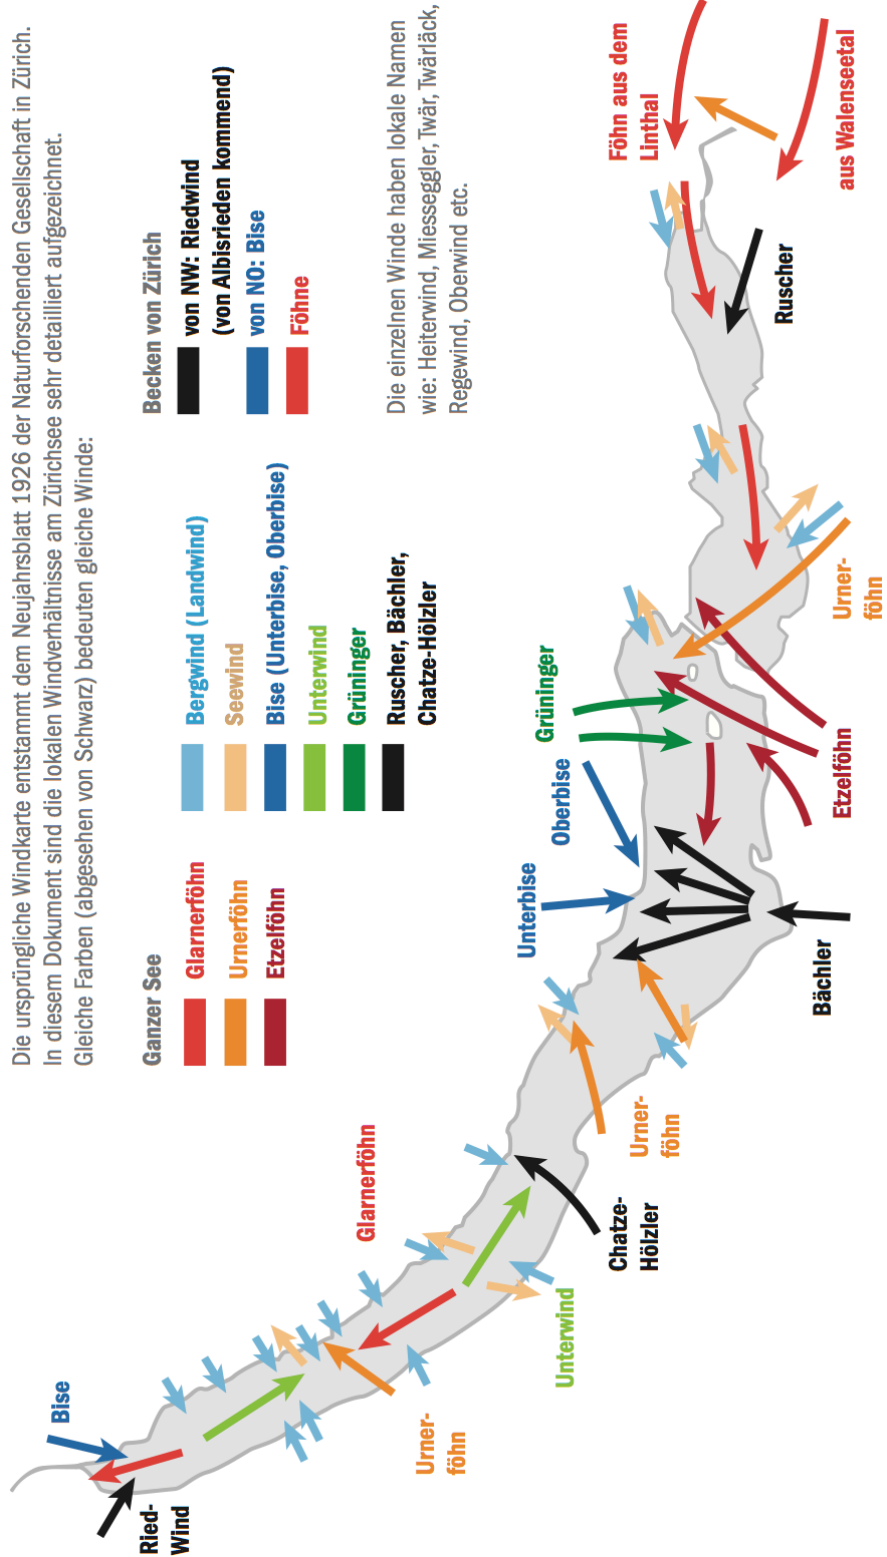 Die ursprüngliche Windkarte entstammt dem Neujahrsblatt 1926 der Naturforschenden Gesellschaft in Zürich.
In diesem Dokument sind die lokalen Windverhältnisse am Zürichsee sehr detailliert aufgezeichnet.
Gleiche Farben (abgesehen von Schwarz) bedeuten gleiche Winde:
Ganzer See
Glarnerföhn
Urnerföhn
Etzelföhn
Bergwind (Landwind)
Seewind
Bise (Unterbise, Oberbise)
Unterwind
Grüninger
Ruscher, Bächler,
Chatze-Hölzler
Becken von Zürich
von NW: Riedwind
(von Albisrieden kommend)
von NO: Bise
Föhne
Die einzelnen Winde haben lokale Namen
wie: Heiterwind, Miesseggler, Twär, Twärläck,
Regewind, Oberwind etc.
Bise
Ried-
Wind
Glarnerföhn
Urner-
föhn
Unterwind
Chatze-
Hölzler
Urner-
föhn
Unterbise
Oberbise
Grüninger
Bächler
Etzelföhn
Urner-
föhn
Ruscher
Föhn aus dem
Linthal
aus Walenseetal